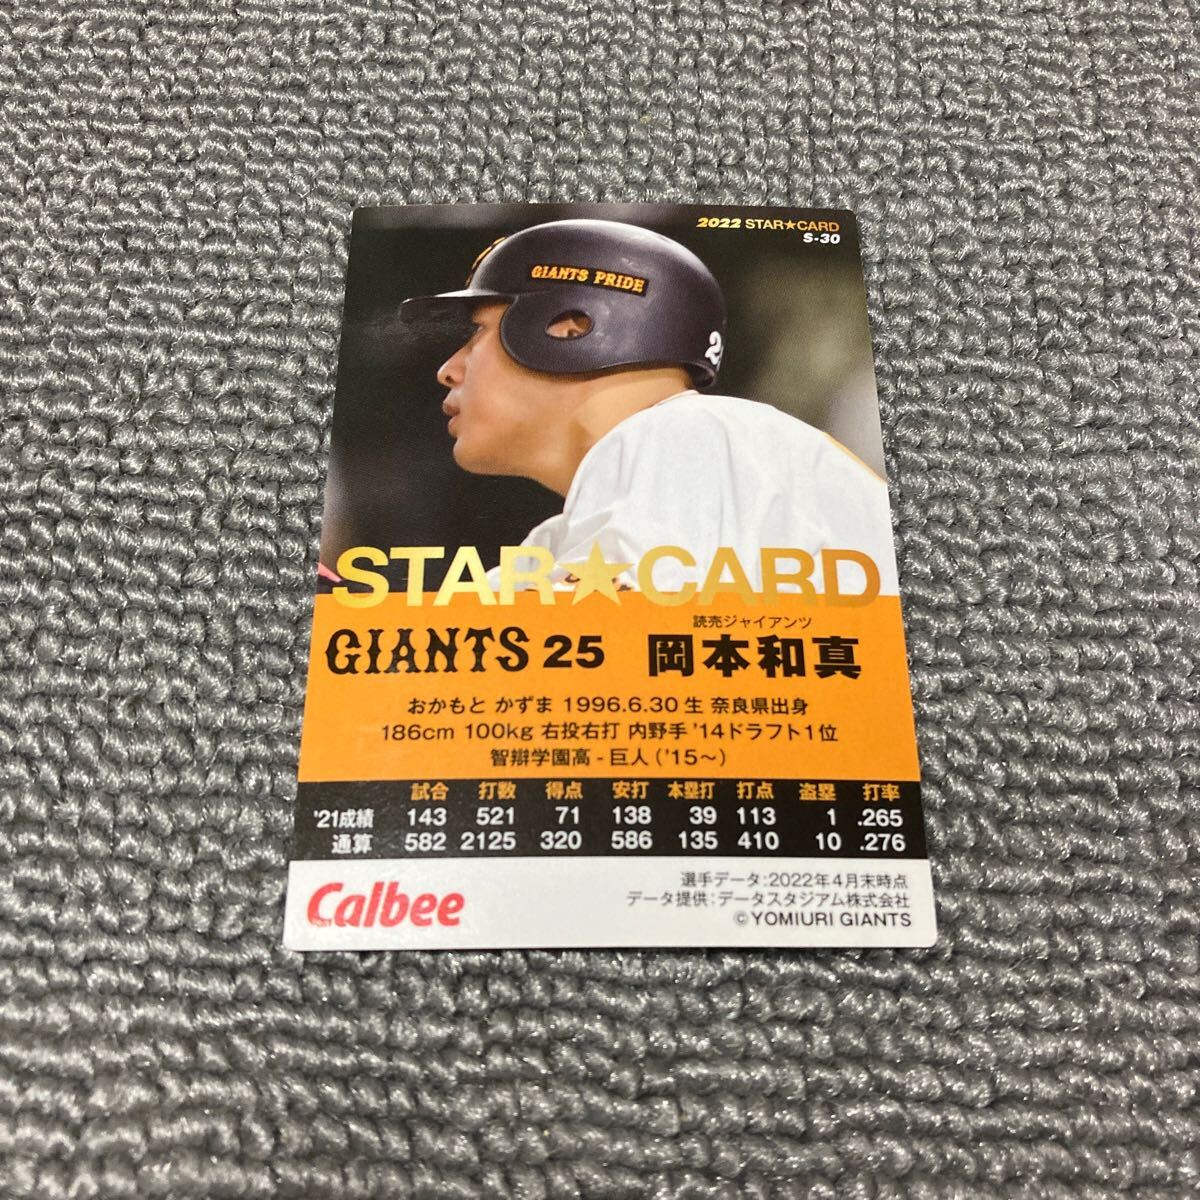 2022 STAR★CARD
S-30
GIANTS PRIDE
2
STAR★CARD
読売ジャイアンツ
GIANTS 25 岡本和真
おかもと かずま 1996.6.30 生 奈良県出身
186cm 100kg 右投右打 内野手 '14ドラフト1位
智辯学園高 - 巨人 ('15〜)
試合 打数 得点 安打 本塁打 打点 盗塁 打率
'21成績 143 521 71 138 39 113 1 .265
通算 582 2125 320 586 135 410 10 .276
Calbee
選手データ:2022年4月末時点
データ提供:データスタジアム株式会社
©YOMIURI GIANTS